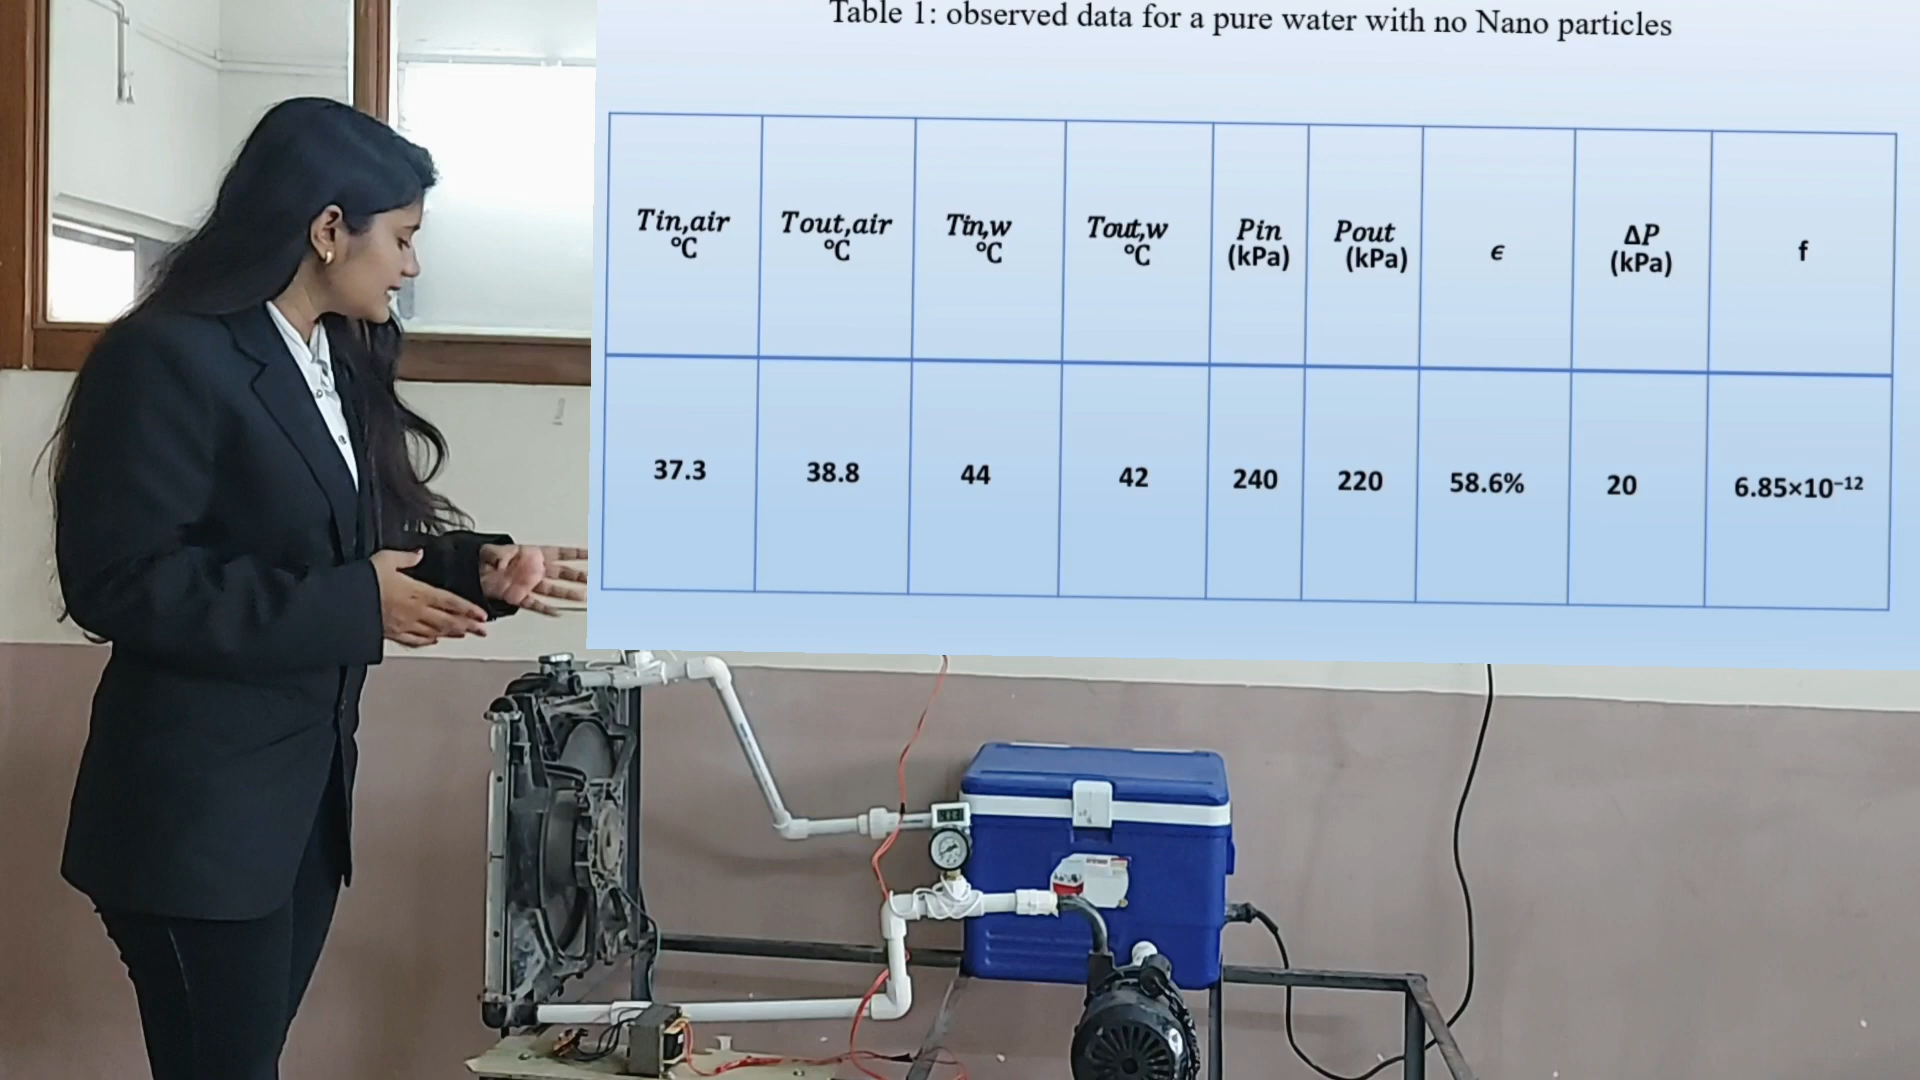 Table 1: observed data for a pure water with no Nano particles
Tin,air °C Tout,air °C Tin,w °C Tout,w °C Pin (kPa) Pout (kPa) ϵ ΔP (kPa) f
37.3 38.8 44 42 240 220 58.6% 20 6.85×10⁻¹²